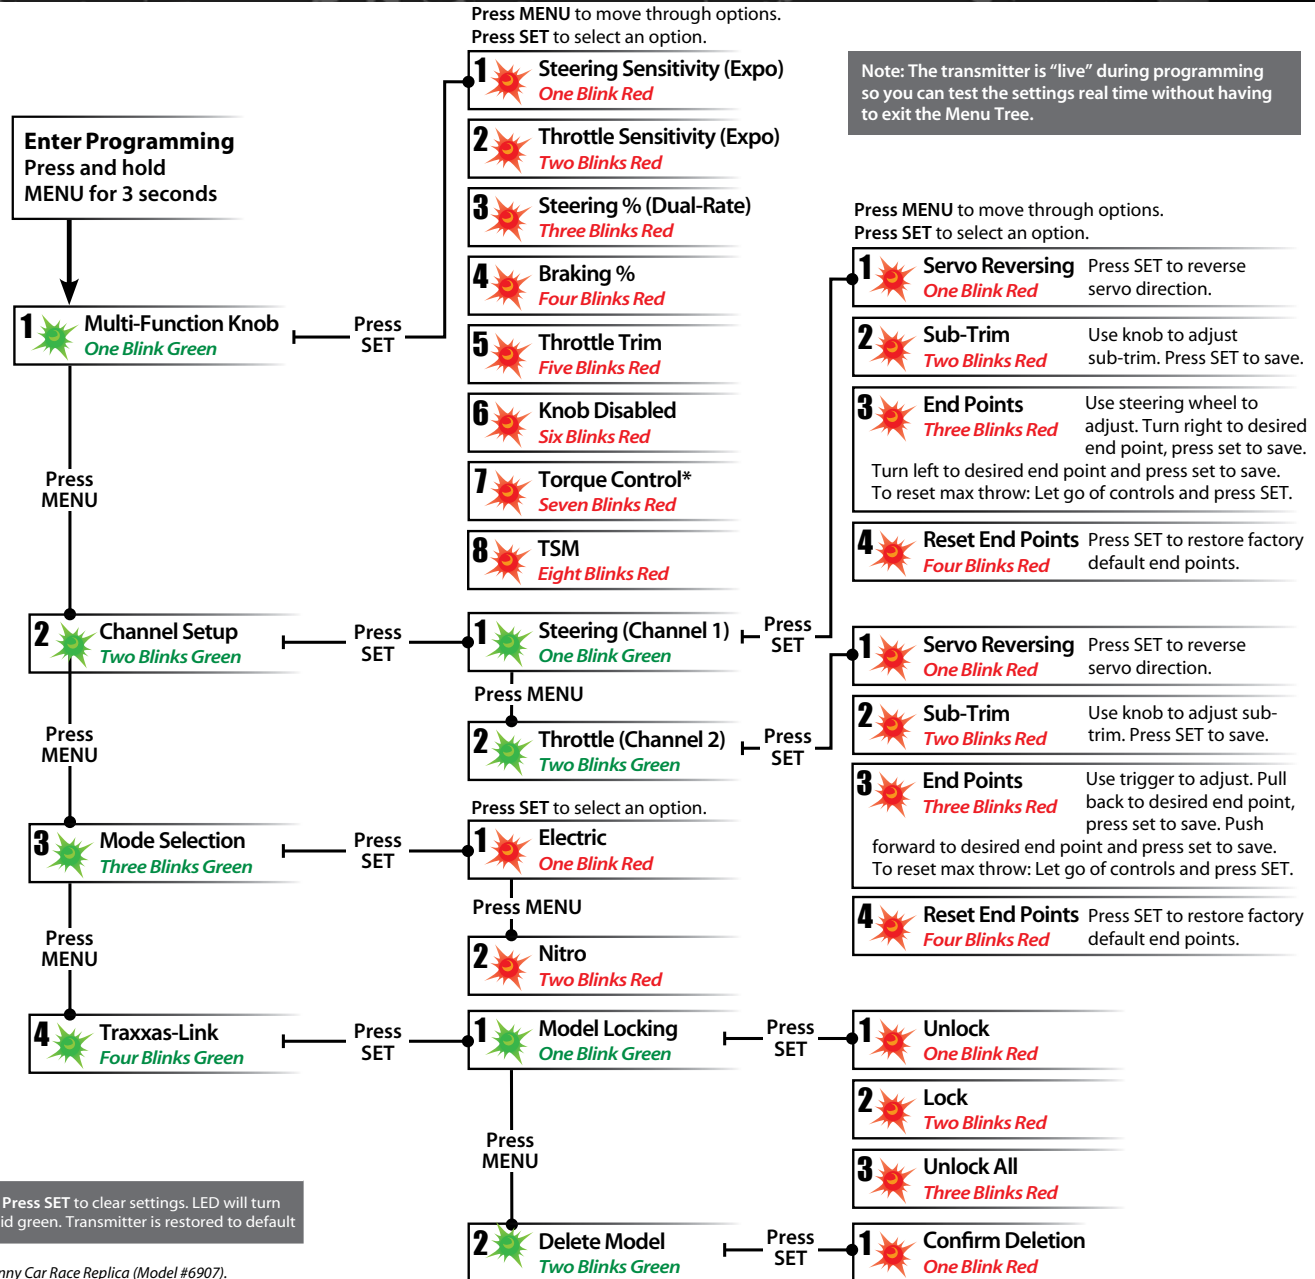 Press MENU to move through options.
Press SET to select an option.
1 Steering Sensitivity (Expo)
One Blink Red
2 Throttle Sensitivity (Expo)
Two Blinks Red
3 Steering % (Dual-Rate)
Three Blinks Red
4 Braking %
Four Blinks Red
5 Throttle Trim
Five Blinks Red
6 Knob Disabled
Six Blinks Red
7 Torque Control*
Seven Blinks Red
8 TSM
Eight Blinks Red
Note: The transmitter is “live” during programming
so you can test the settings real time without having
to exit the Menu Tree.
Enter Programming
Press and hold
MENU for 3 seconds
1 Multi-Function Knob
One Blink Green
Press
SET
Press
MENU
2 Channel Setup
Two Blinks Green
Press
SET
1 Steering (Channel 1)
One Blink Green
Press
SET
Press MENU
2 Throttle (Channel 2)
Two Blinks Green
Press
SET
Press MENU to move through options.
Press SET to select an option.
1 Servo Reversing Press SET to reverse
One Blink Red servo direction.
2 Sub-Trim Use knob to adjust
Two Blinks Red sub-trim. Press SET to save.
3 End Points Use steering wheel to
Three Blinks Red adjust. Turn right to desired
end point, press set to save.
Turn left to desired end point and press set to save.
To reset max throw: Let go of controls and press SET.
4 Reset End Points Press SET to restore factory
Four Blinks Red default end points.
1 Servo Reversing Press SET to reverse
One Blink Red servo direction.
2 Sub-Trim Use knob to adjust sub-
Two Blinks Red trim. Press SET to save.
3 End Points Use trigger to adjust. Pull
Three Blinks Red back to desired end point,
press set to save. Push
forward to desired end point and press set to save.
To reset max throw: Let go of controls and press SET.
4 Reset End Points Press SET to restore factory
Four Blinks Red default end points.
Press
MENU
3 Mode Selection
Three Blinks Green
Press
SET
Press SET to select an option.
1 Electric
One Blink Red
Press MENU
2 Nitro
Two Blinks Red
Press
MENU
4 Traxxas-Link
Four Blinks Green
Press
SET
1 Model Locking
One Blink Green
Press
SET
1 Unlock
One Blink Red
2 Lock
Two Blinks Red
3 Unlock All
Three Blinks Red
Press
MENU
2 Delete Model
Two Blinks Green
Press
SET
1 Confirm Deletion
One Blink Red
Press SET to clear settings. LED will turn
id green. Transmitter is restored to default
nny Car Race Replica (Model #6907).